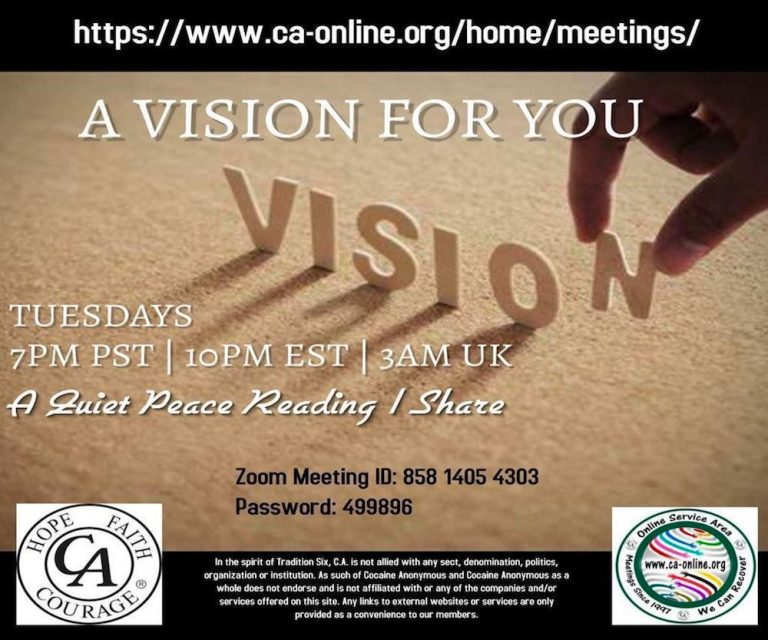 https://www.ca-online.org/home/meetings/
A VISION FOR YOU
VISION
TUESDAYS
7PM PST | 10PM EST | 3AM UK
A Quiet Peace Reading / Share
Zoom Meeting ID: 858 1405 4303
Password: 499896
HOPE FAITH
CA
COURAGE®
In the spirit of Tradition Six, C.A. is not allied with any sect, denomination, politics,
organization or institution. As such of Cocaine Anonymous and Cocaine Anonymous as a
whole does not endorse and is not affiliated with or any of the companies and/or
services offered on this site. Any links to external websites or services are only
provided as a convenience to our members.
Online Service Area
www.ca-online.org
Meetings Since 1997
We Can Recover